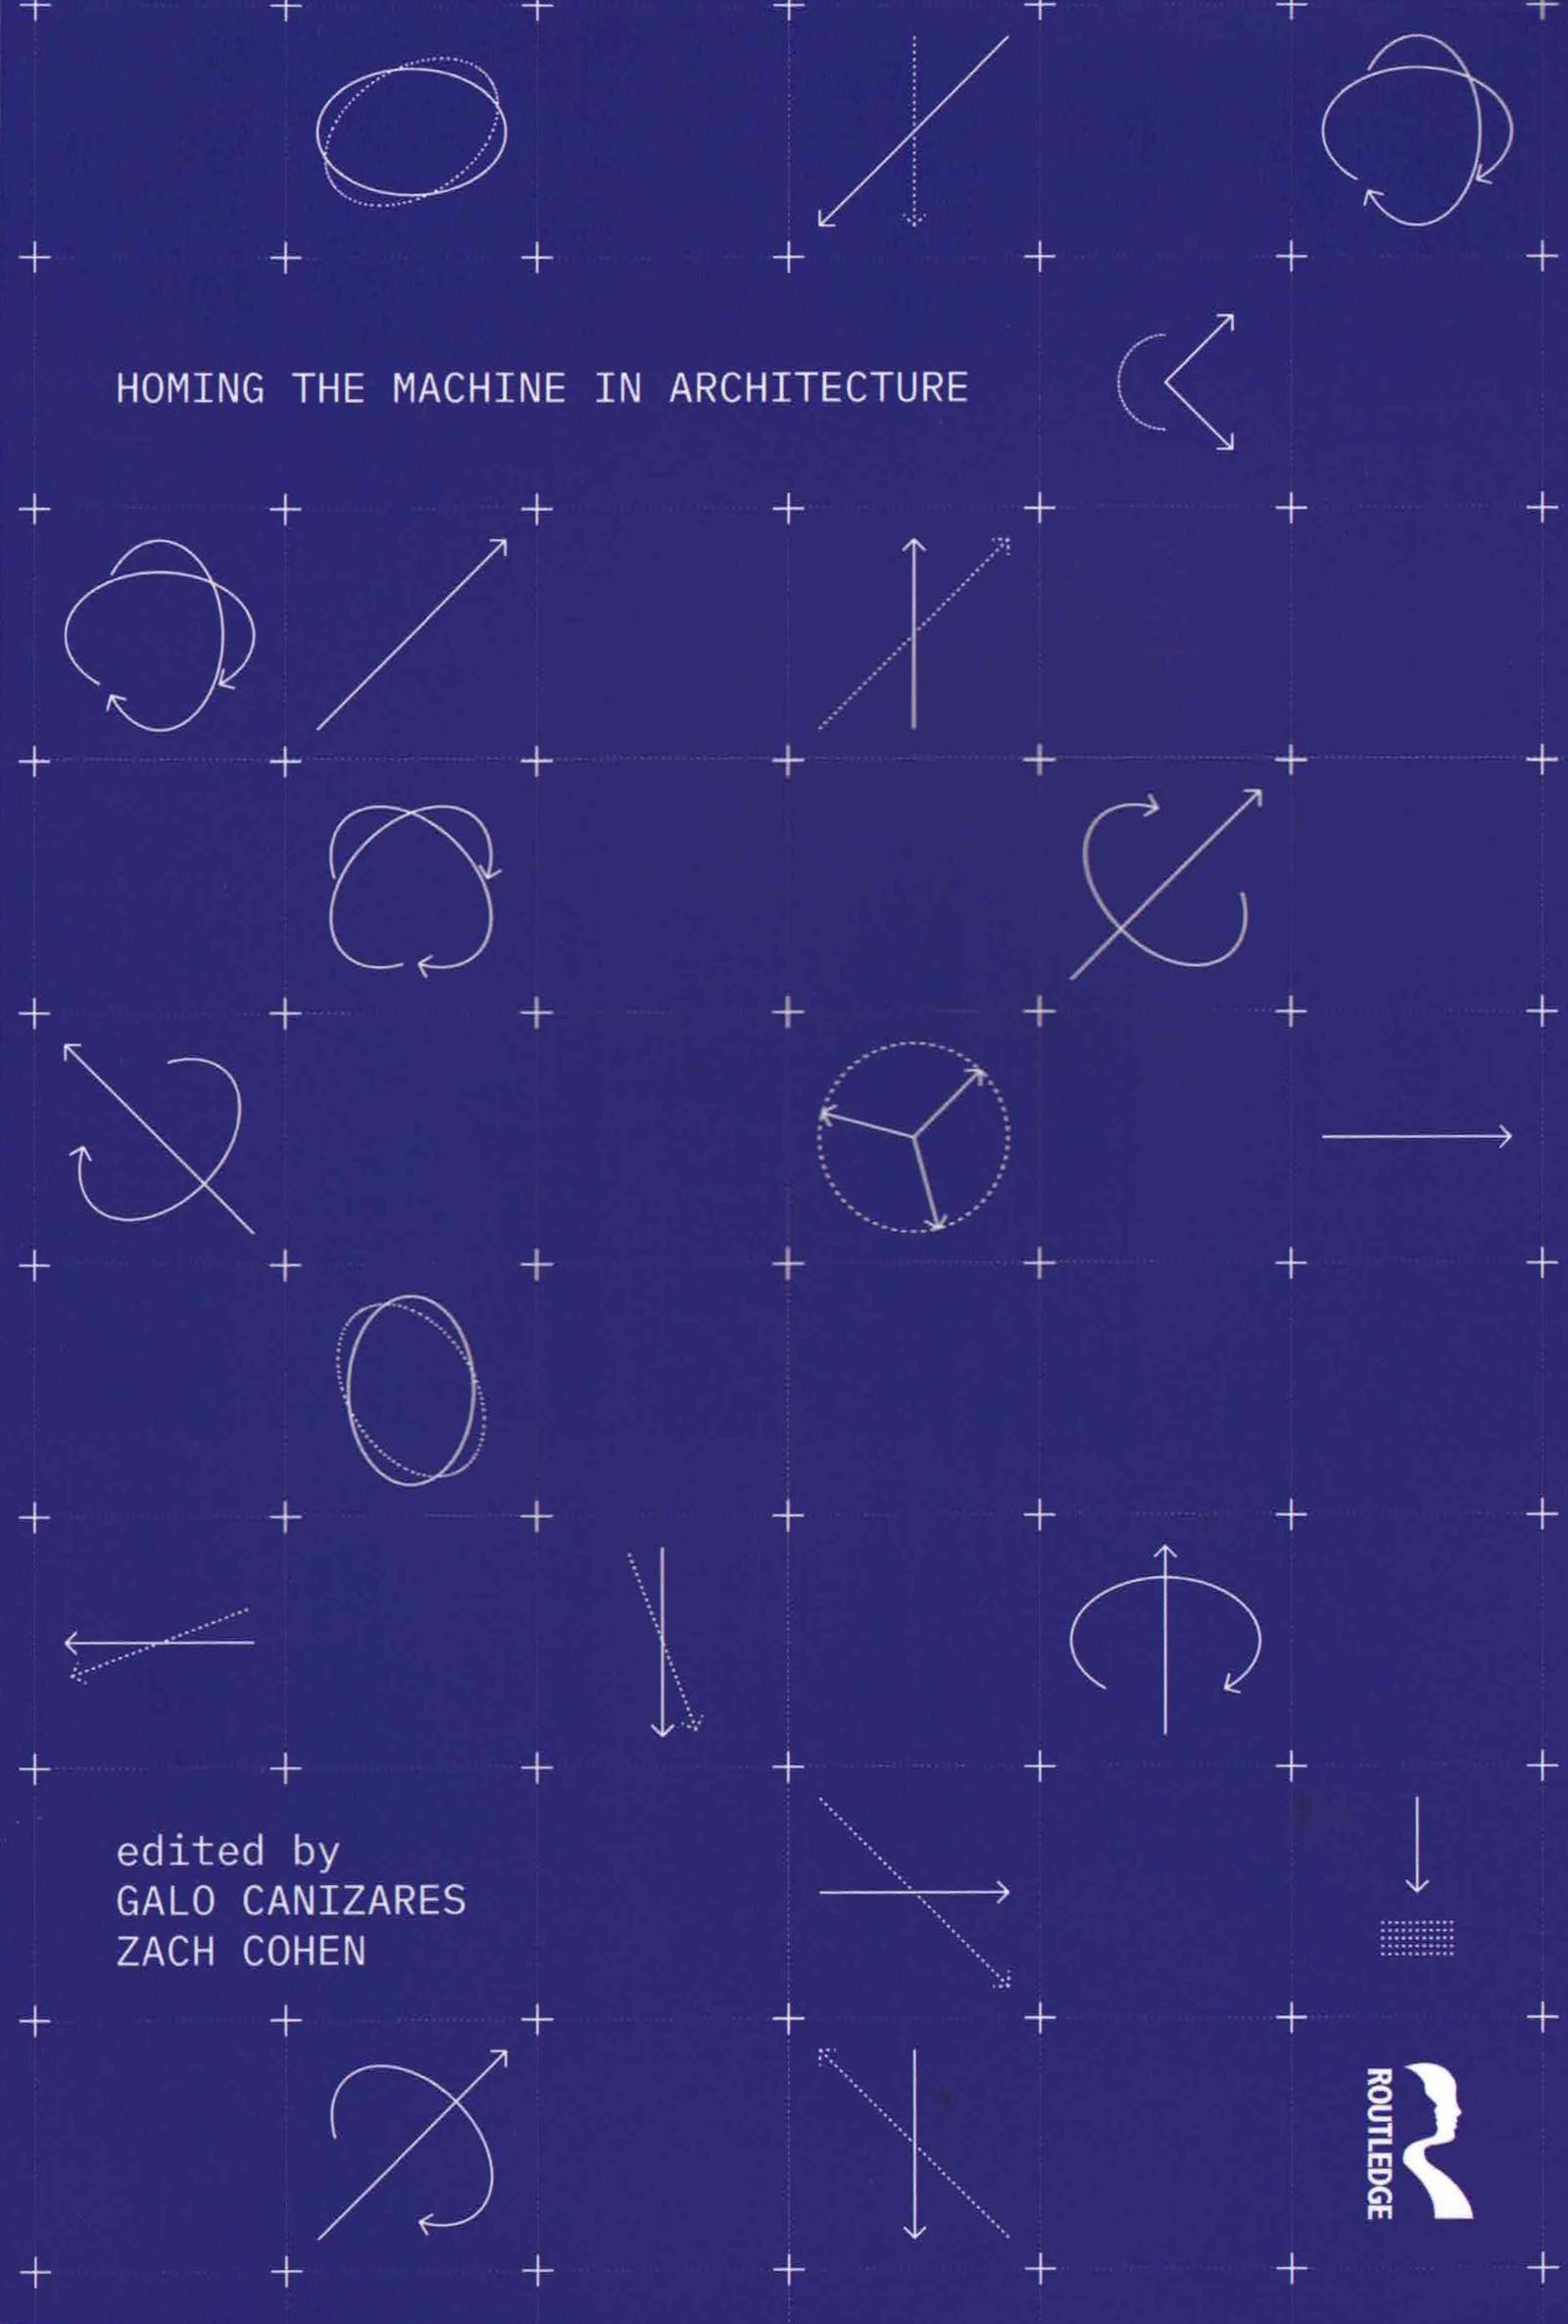 HOMING THE MACHINE IN ARCHITECTURE
edited by
GALO CANIZARES
ZACH COHEN
ROUTLEDGE